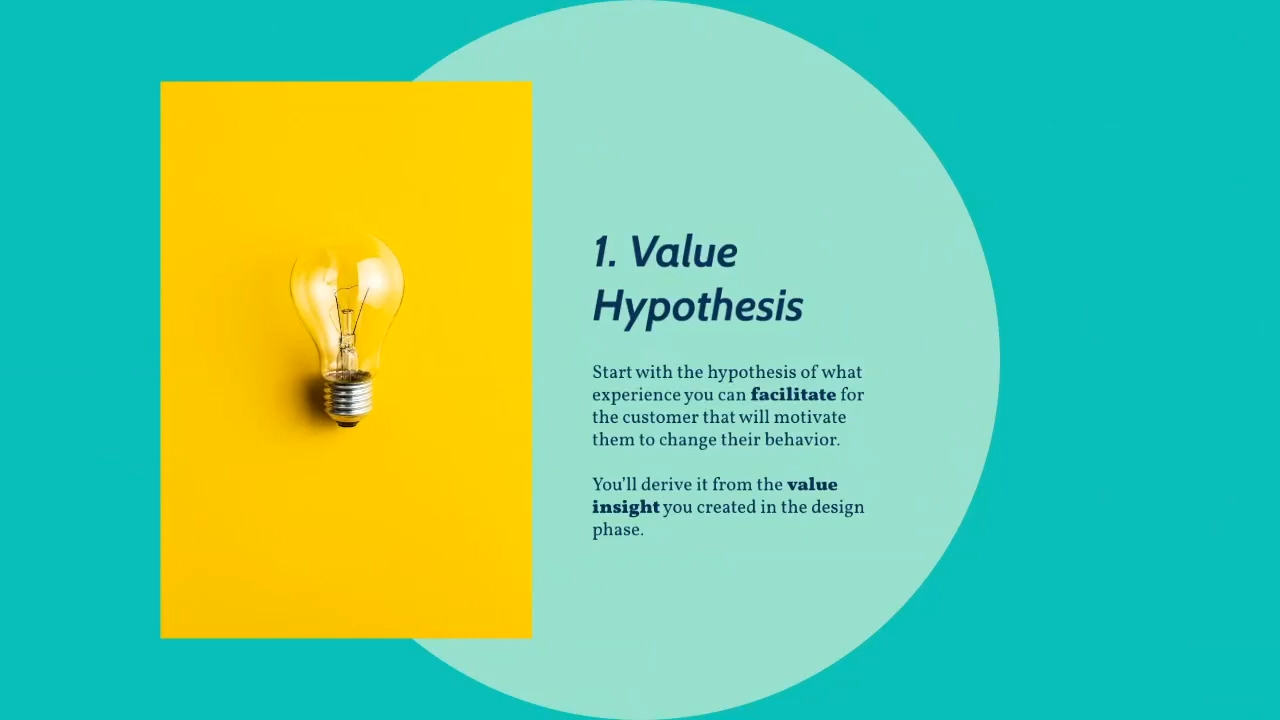 1. Value
Hypothesis
Start with the hypothesis of what
experience you can facilitate for
the customer that will motivate
them to change their behavior.
You’ll derive it from the value
insight you created in the design
phase.